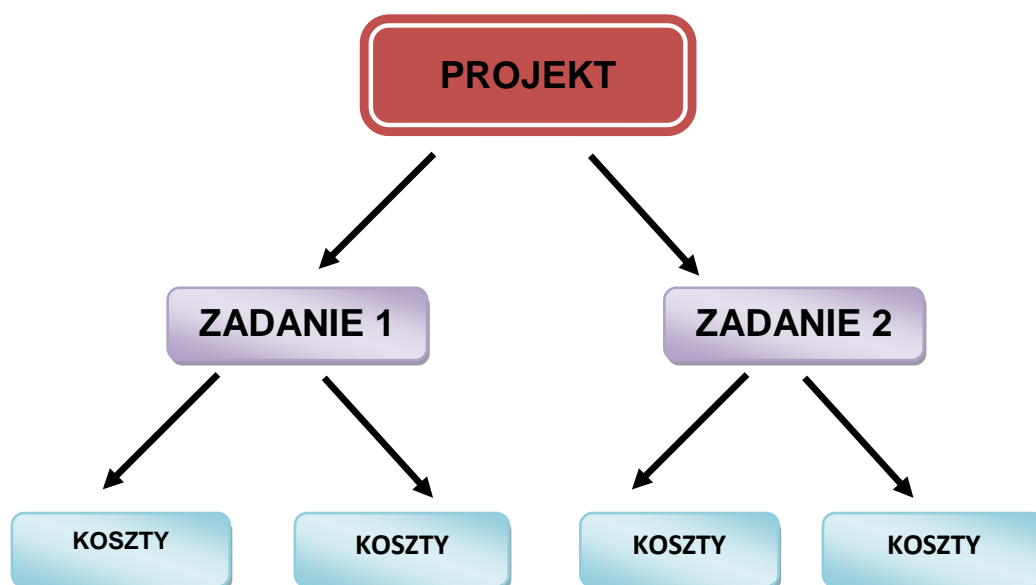 PROJEKT
ZADANIE 1
ZADANIE 2
KOSZTY
KOSZTY
KOSZTY
KOSZTY